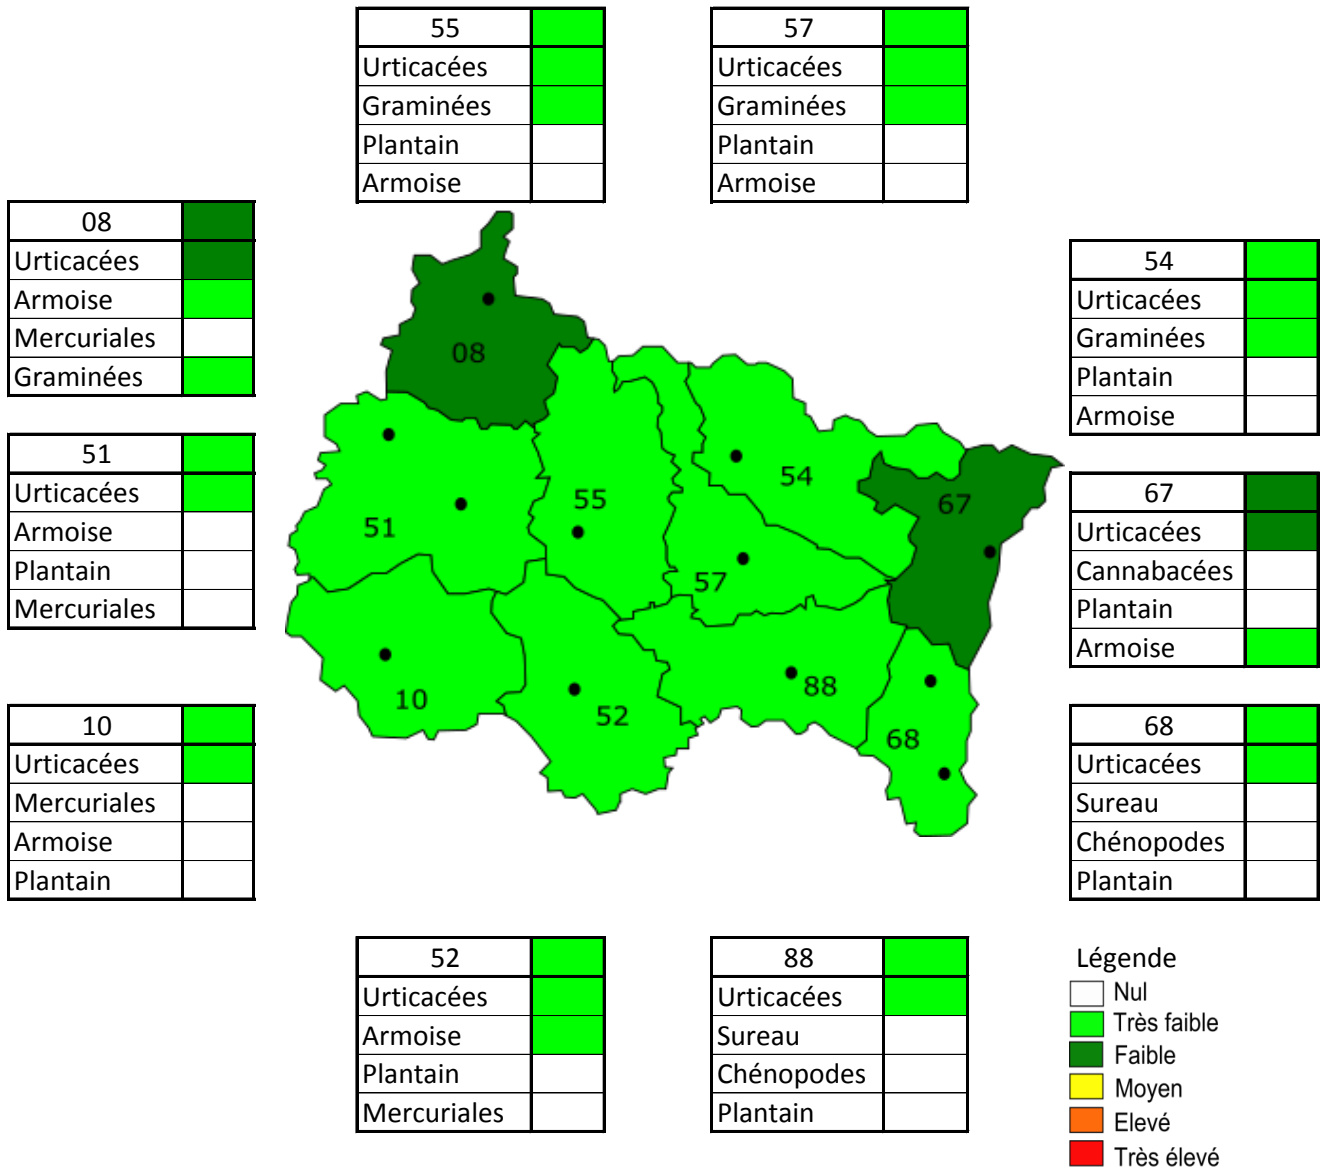 55
Urticacées
Graminées
Plantain
Armoise
57
Urticacées
Graminées
Plantain
Armoise
08
Urticacées
Armoise
Mercuriales
Graminées
54
Urticacées
Graminées
Plantain
Armoise
51
Urticacées
Armoise
Plantain
Mercuriales
67
Urticacées
Cannabacées
Plantain
Armoise
10
Urticacées
Mercuriales
Armoise
Plantain
68
Urticacées
Sureau
Chénopodes
Plantain
52
Urticacées
Armoise
Plantain
Mercuriales
88
Urticacées
Sureau
Chénopodes
Plantain
08
54
67
55
51
57
88
10
52
68
Légende
Nul
Très faible
Faible
Moyen
Elevé
Très élevé